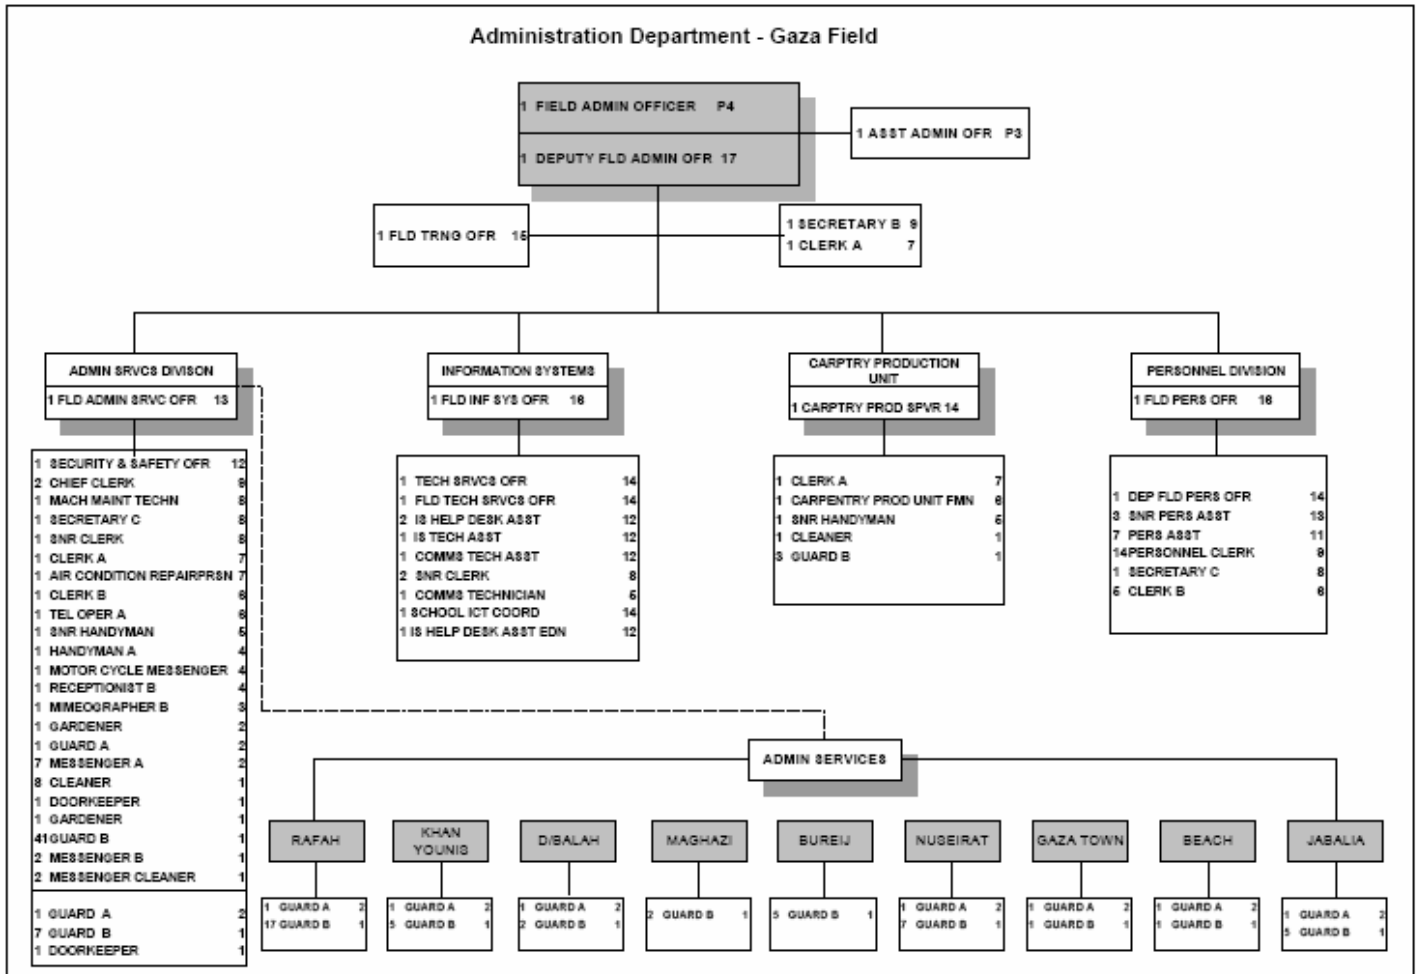 Administration Department - Gaza Field
1 FIELD ADMIN OFFICER P4
1 DEPUTY FLD ADMIN OFR 17
1 ASST ADMIN OFR P3
1 FLD TRNG OFR 15
1 SECRETARY B 9
1 CLERK A 7
ADMIN SRVCS DIVISON
1 FLD ADMIN SRVC OFR 13
1 SECURITY & SAFETY OFR 12
2 CHIEF CLERK 9
1 MACH MAINT TECHN 8
1 SECRETARY C 8
1 SNR CLERK 8
1 CLERK A 7
1 AIR CONDITION REPAIRPRSN 7
1 CLERK B 6
1 TEL OPER A 6
1 SNR HANDYMAN 5
1 HANDYMAN A 4
1 MOTOR CYCLE MESSENGER 4
1 RECEPTIONIST B 4
1 MIMEOGRAPHER B 3
1 GARDENER 2
1 GUARD A 2
7 MESSENGER A 2
8 CLEANER 1
1 DOORKEEPER 1
1 GARDENER 1
41 GUARD B 1
2 MESSENGER B 1
2 MESSENGER CLEANER 1
1 GUARD A 2
7 GUARD B 1
1 DOORKEEPER 1
INFORMATION SYSTEMS
1 FLD INF SYS OFR 16
1 TECH SRVCS OFR 14
1 FLD TECH SRVCS OFR 14
2 IS HELP DESK ASST 12
1 IS TECH ASST 12
1 COMMS TECH ASST 12
2 SNR CLERK 8
1 COMMS TECHNICIAN 5
1 SCHOOL ICT COORD 14
1 IS HELP DESK ASST EDN 12
CARPTRY PRODUCTION
UNIT
1 CARPTRY PROD SPVR 14
1 CLERK A 7
1 CARPENTRY PROD UNIT FMN 6
1 SNR HANDYMAN 5
1 CLEANER 1
3 GUARD B 1
PERSONNEL DIVISION
1 FLD PERS OFR 16
1 DEP FLD PERS OFR 14
3 SNR PERS ASST 13
7 PERS ASST 11
14 PERSONNEL CLERK 9
1 SECRETARY C 8
5 CLERK B 6
ADMIN SERVICES
RAFAH
1 GUARD A 2
17 GUARD B 1
KHAN
YOUNIS
1 GUARD A 2
5 GUARD B 1
D/BALAH
1 GUARD A 2
2 GUARD B 1
MAGHAZI
2 GUARD B 1
BUREIJ
5 GUARD B 1
NUSEIRAT
1 GUARD A 2
7 GUARD B 1
GAZA TOWN
1 GUARD A 2
1 GUARD B 1
BEACH
1 GUARD A 2
1 GUARD B 1
JABALIA
1 GUARD A 2
5 GUARD B 1